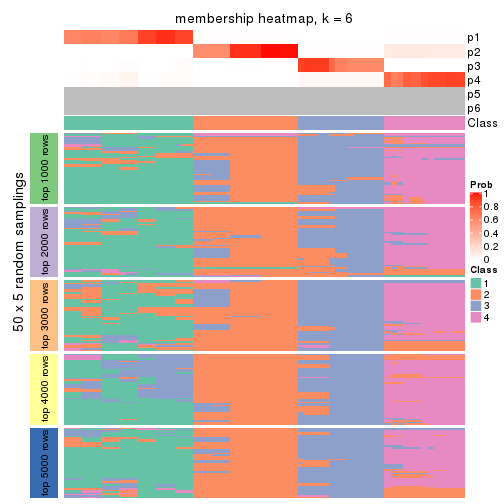 membership heatmap, k = 6
p1
p2
p3
p4
p5
p6
Class
50 x 5 random samplings
top 1000 rows
top 2000 rows
top 3000 rows
top 4000 rows
top 5000 rows
Prob
1
0.8
0.6
0.4
0.2
0
Class
1
2
3
4